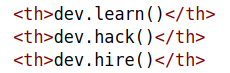 <th>dev.learn()</th>
<th>dev.hack()</th>
<th>dev.hire()</th>